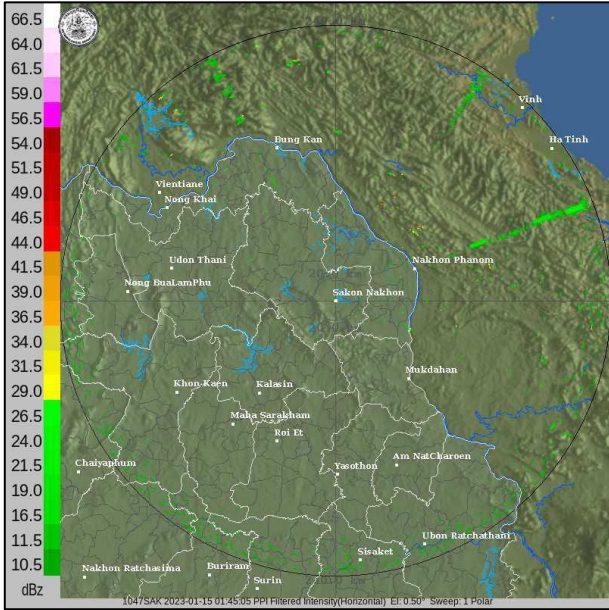 66.5
64.0
61.5
59.0
56.5
54.0
51.5
49.0
46.5
44.0
41.5
39.0
36.5
34.0
31.5
29.0
26.5
24.0
21.5
19.0
16.5
14.0
11.5
10.5
dBz
Vinh
Ha Tinh
Bung Kan
Vientiane
Nong Khai
Udon Thani
Nakhon Phanom
Nong BuaLamPhu
Sakon Nakhon
Mukdahan
Khon Kaen
Kalasin
Maha Sarakham
Roi Et
Chaiyaphum
Yasothon
Am NatCharoen
Ubon Ratchathani
Sisaket
Nakhon Ratchasima
Buriram
Surin
1047SAK 2023-01-15 01:45:05 PPI Filtered Intensity(Horizontal) El: 0.50° Sweep: 1 Polar